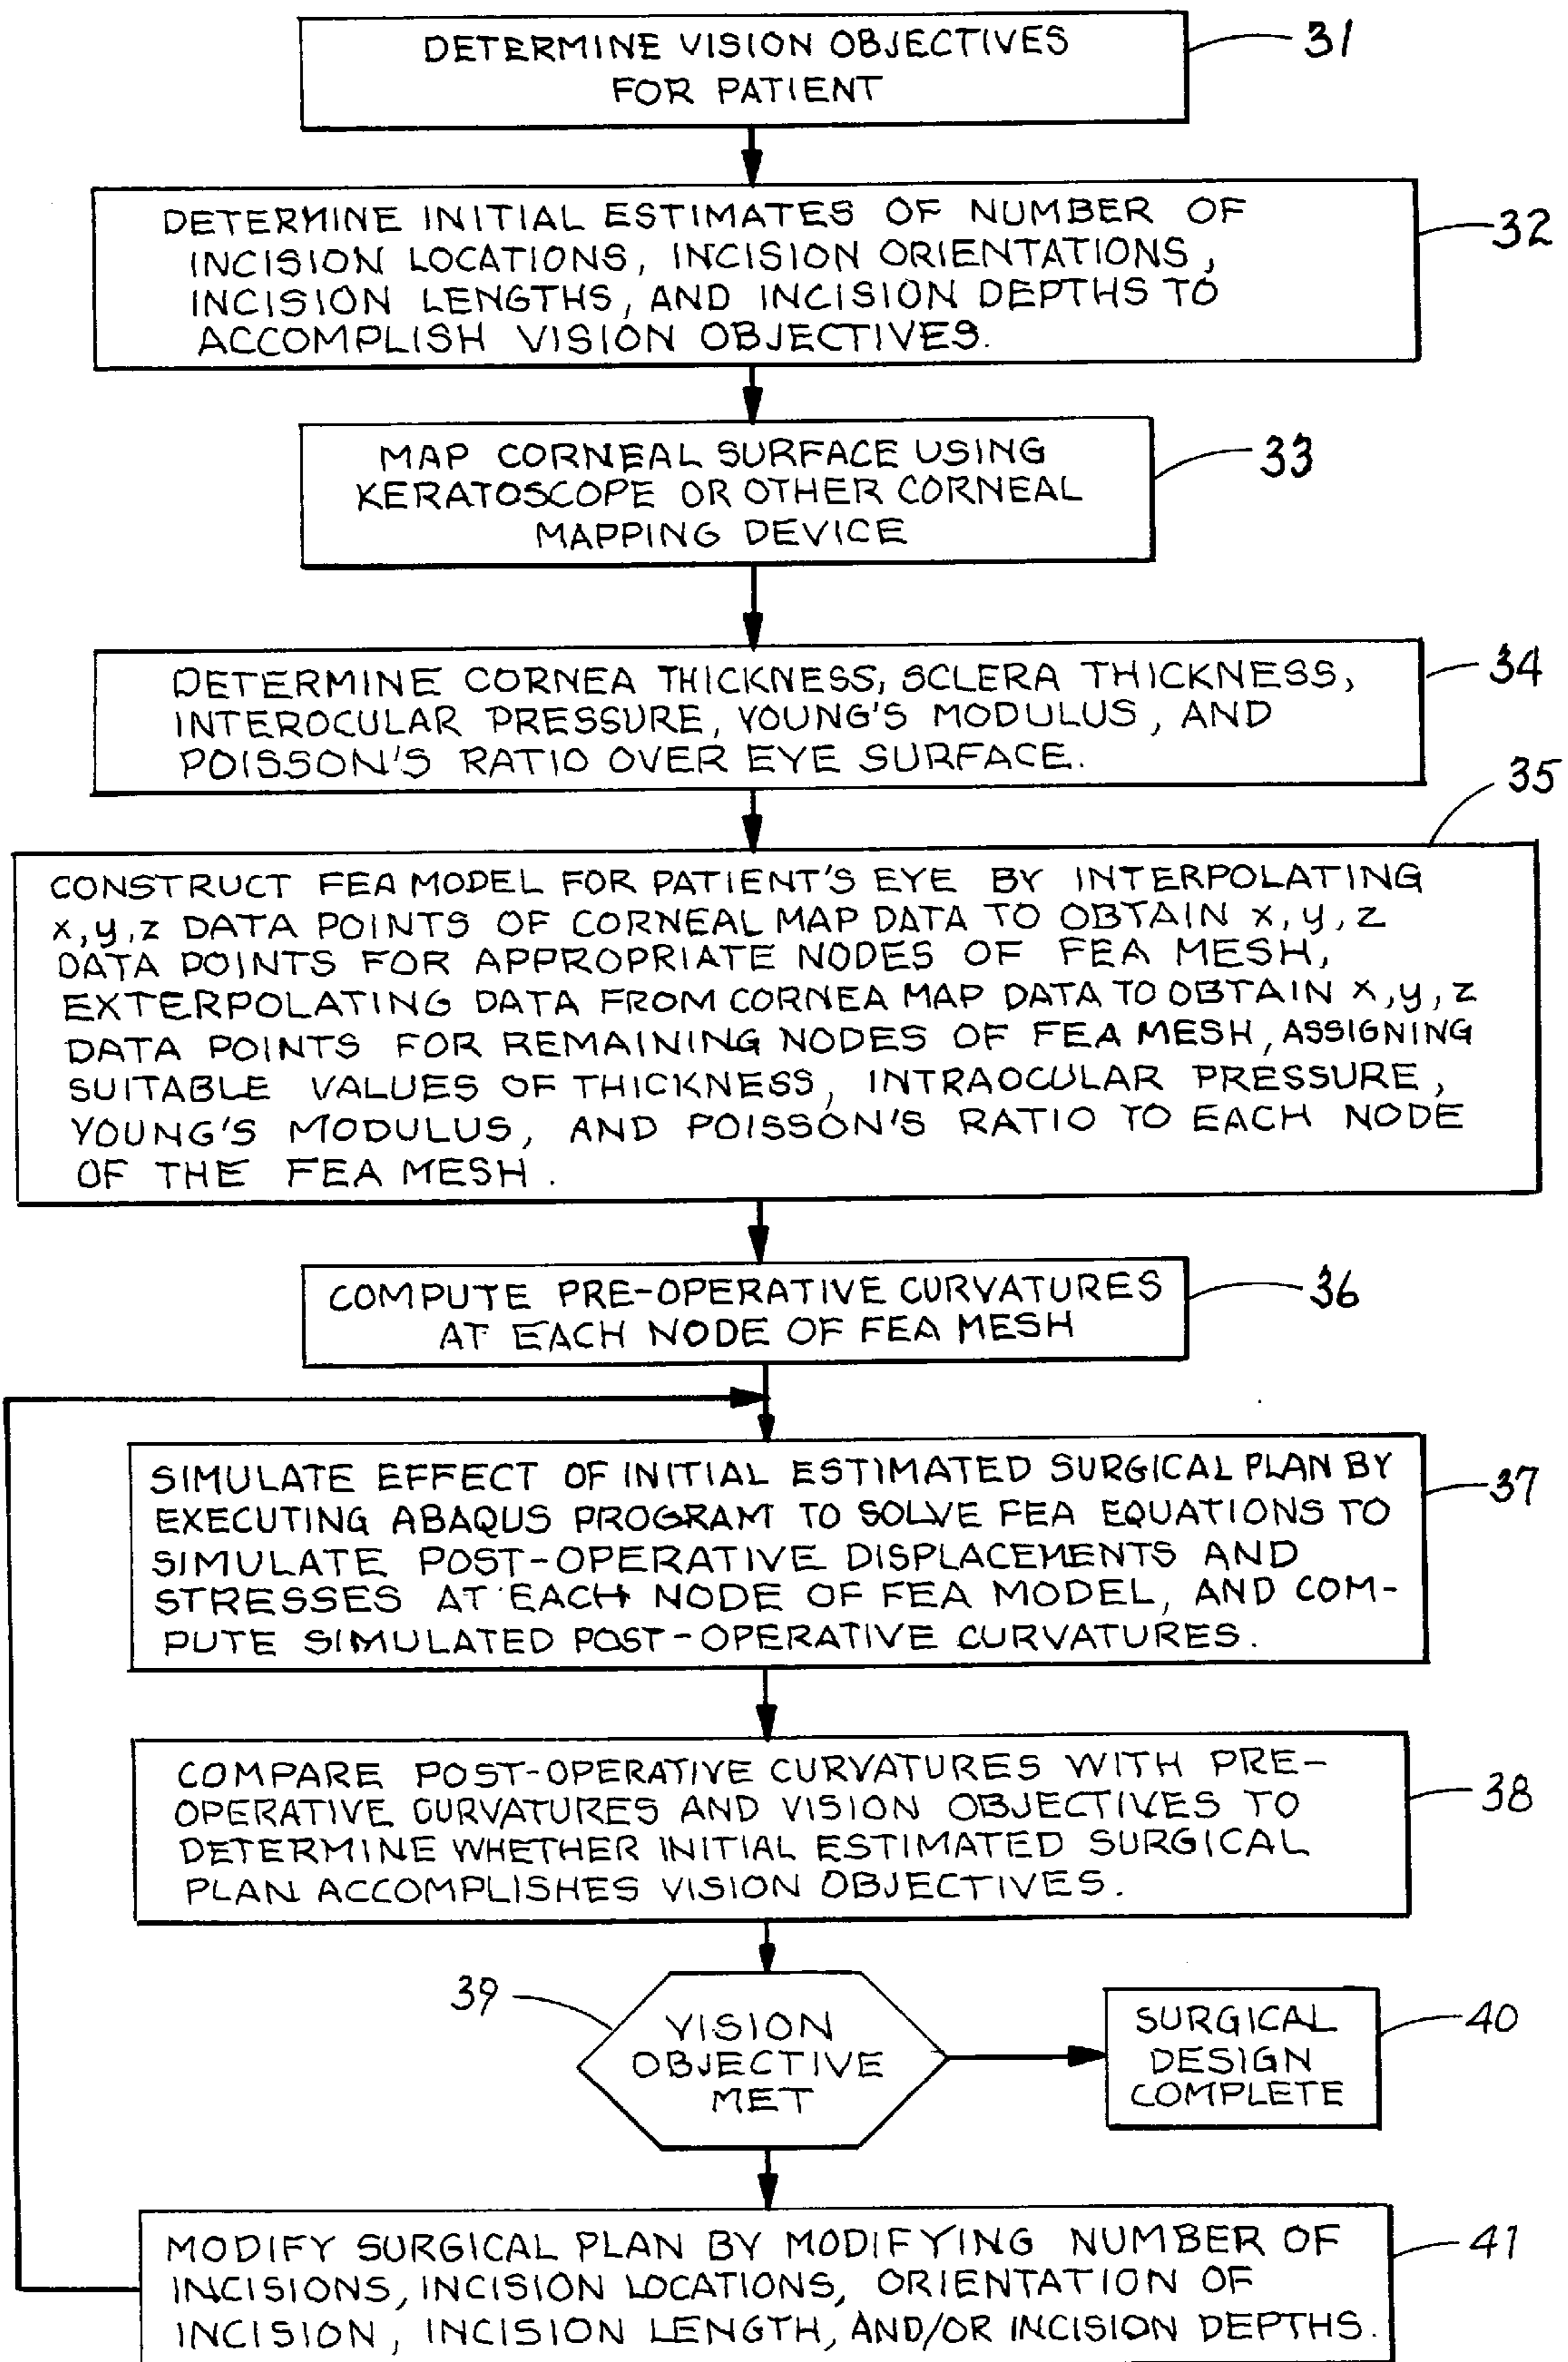 DETERMINE VISION OBJECTIVES
FOR PATIENT
31
DETERMINE INITIAL ESTIMATES OF NUMBER OF
INCISION LOCATIONS, INCISION ORIENTATIONS,
INCISION LENGTHS, AND INCISION DEPTHS TO
ACCOMPLISH VISION OBJECTIVES.
32
MAP CORNEAL SURFACE USING
KERATOSCOPE OR OTHER CORNEAL
MAPPING DEVICE
33
DETERMINE CORNEA THICKNESS, SCLERA THICKNESS,
INTEROCULAR PRESSURE, YOUNG'S MODULUS, AND
POISSON'S RATIO OVER EYE SURFACE.
34
35
CONSTRUCT FEA MODEL FOR PATIENT'S EYE BY INTERPOLATING
x,y,z DATA POINTS OF CORNEAL MAP DATA TO OBTAIN x,y,z
DATA POINTS FOR APPROPRIATE NODES OF FEA MESH,
EXTERPOLATING DATA FROM CORNEA MAP DATA TO OBTAIN x,y,z
DATA POINTS FOR REMAINING NODES OF FEA MESH, ASSIGNING
SUITABLE VALUES OF THICKNESS, INTRAOCULAR PRESSURE,
YOUNG'S MODULUS, AND POISSON'S RATIO TO EACH NODE
OF THE FEA MESH.
COMPUTE PRE-OPERATIVE CURVATURES
AT EACH NODE OF FEA MESH
36
SIMULATE EFFECT OF INITIAL ESTIMATED SURGICAL PLAN BY
EXECUTING ABAQUS PROGRAM TO SOLVE FEA EQUATIONS TO
SIMULATE POST-OPERATIVE DISPLACEMENTS AND
STRESSES AT EACH NODE OF FEA MODEL, AND COM-
PUTE SIMULATED POST-OPERATIVE CURVATURES.
37
COMPARE POST-OPERATIVE CURVATURES WITH PRE-
OPERATIVE CURVATURES AND VISION OBJECTIVES TO
DETERMINE WHETHER INITIAL ESTIMATED SURGICAL
PLAN ACCOMPLISHES VISION OBJECTIVES.
38
39
VISION
OBJECTIVE
MET
SURGICAL
DESIGN
COMPLETE
40
MODIFY SURGICAL PLAN BY MODIFYING NUMBER OF
INCISIONS, INCISION LOCATIONS, ORIENTATION OF
INCISION, INCISION LENGTH, AND/OR INCISION DEPTHS.
41